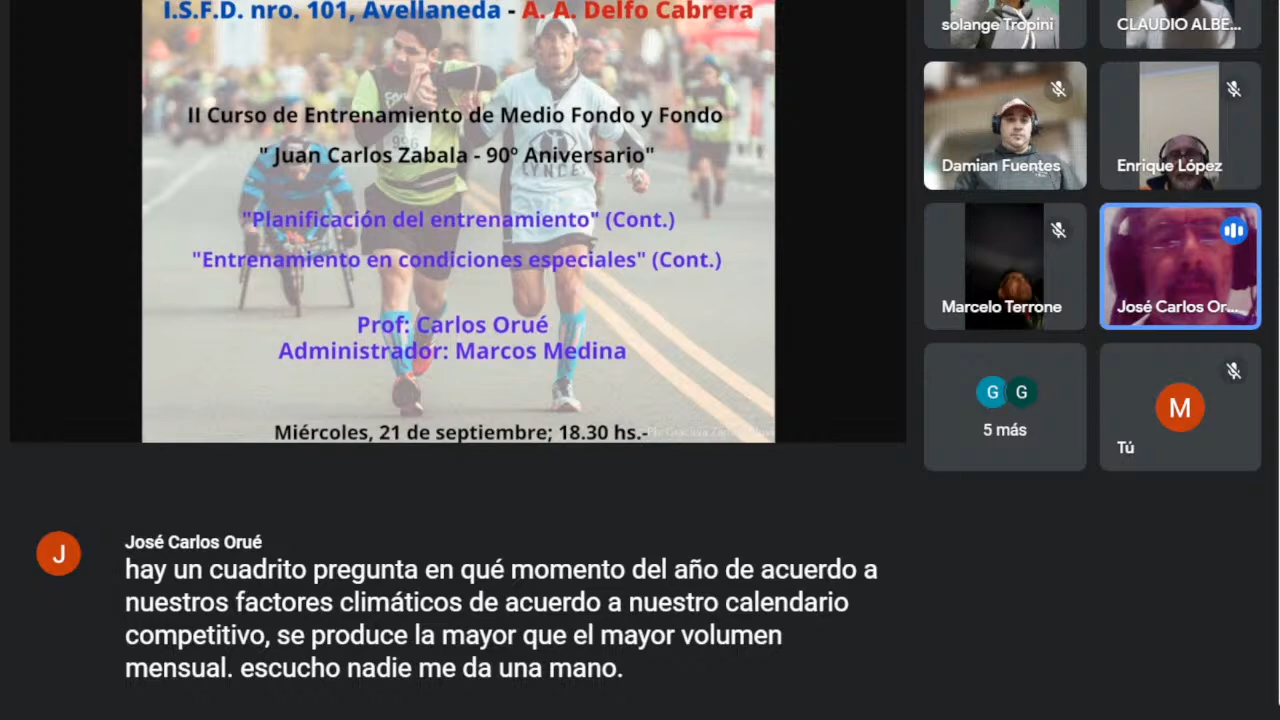 I.S.F.D. nro. 101, Avellaneda - A. A. Delfo Cabrera
II Curso de Entrenamiento de Medio Fondo y Fondo
" Juan Carlos Zabala - 90º Aniversario"
"Planificación del entrenamiento" (Cont.)
"Entrenamiento en condiciones especiales" (Cont.)
Prof: Carlos Orué
Administrador: Marcos Medina
Miércoles, 21 de septiembre; 18.30 hs.-
LYNCE
solange Tropini
CLAUDIO ALBE...
Damian Fuentes
Enrique López
Marcelo Terrone
José Carlos Or...
G G
5 más
M
Tú
J
José Carlos Orué
hay un cuadrito pregunta en qué momento del año de acuerdo a
nuestros factores climáticos de acuerdo a nuestro calendario
competitivo, se produce la mayor que el mayor volumen
mensual. escucho nadie me da una mano.